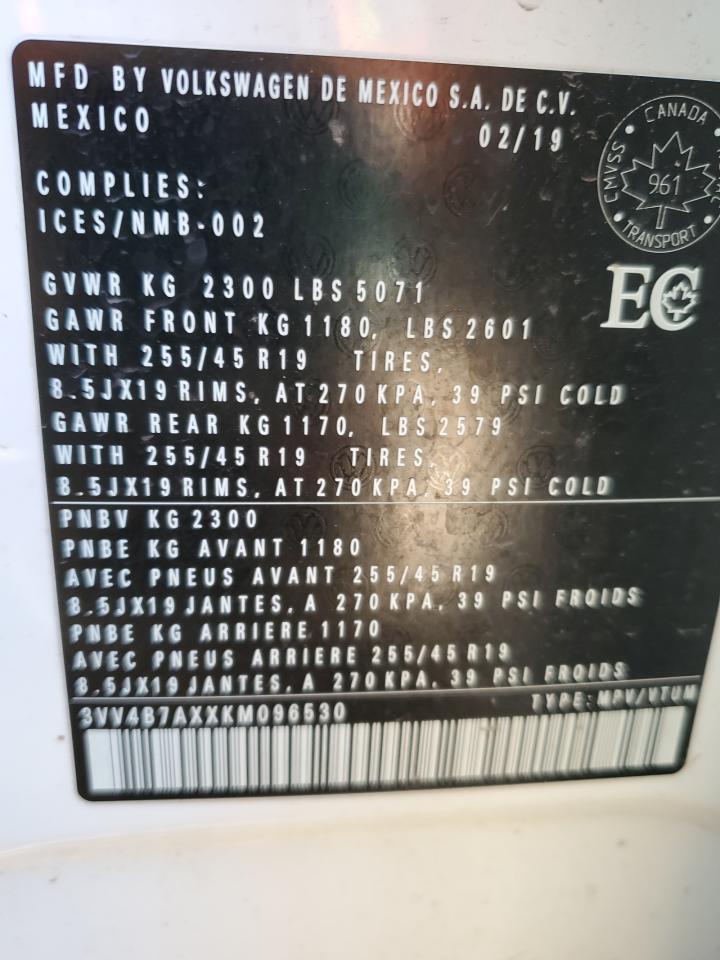 MFD BY VOLKSWAGEN DE MEXICO S.A. DE C.V.
MEXICO 02/19
CANADA
CMVSS
961
TRANSPORT
COMPLIES:
ICES/NMB-002
EC
GVWR KG 2300 LBS 5071
GAWR FRONT KG 1180, LBS 2601
WITH 255/45 R19 TIRES,
8.5JX19 RIMS, AT 270 KPA, 39 PSI COLD
GAWR REAR KG 1170, LBS 2579
WITH 255/45 R19 TIRES,
8.5JX19 RIMS, AT 270 KPA, 39 PSI COLD
PNBV KG 2300
PNBE KG AVANT 1180
AVEC PNEUS AVANT 255/45 R19
8.5JX19 JANTES, A 270 KPA, 39 PSI FROIDS
PNBE KG ARRIERE 1170
AVEC PNEUS ARRIERE 255/45 R19
8.5JX19 JANTES, A 270 KPA, 39 PSI FROIDS
3VV4B7AXXKM096530 TYPE: MPV/VTUM